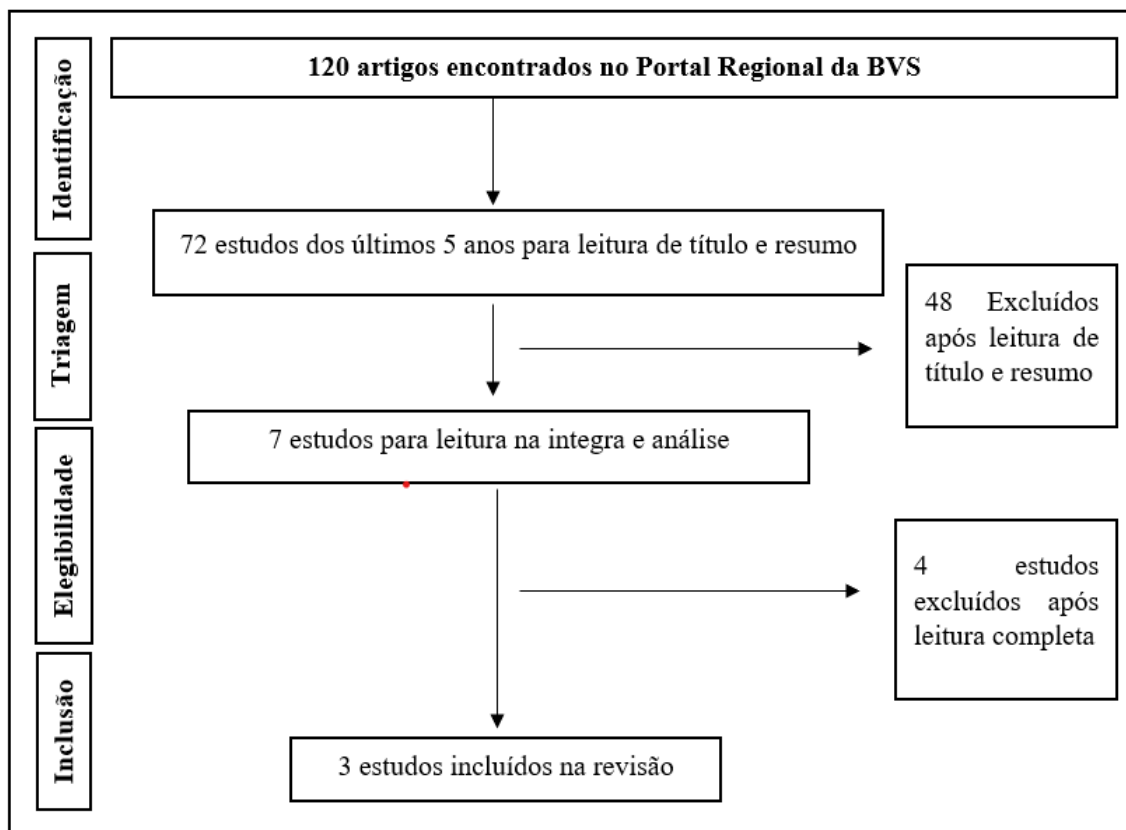 Identificação
120 artigos encontrados no Portal Regional da BVS
72 estudos dos últimos 5 anos para leitura de título e resumo
Triagem
48 Excluídos
após leitura de
título e resumo
7 estudos para leitura na integra e análise
Elegibilidade
4 estudos
excluídos após
leitura completa
Inclusão
3 estudos incluídos na revisão